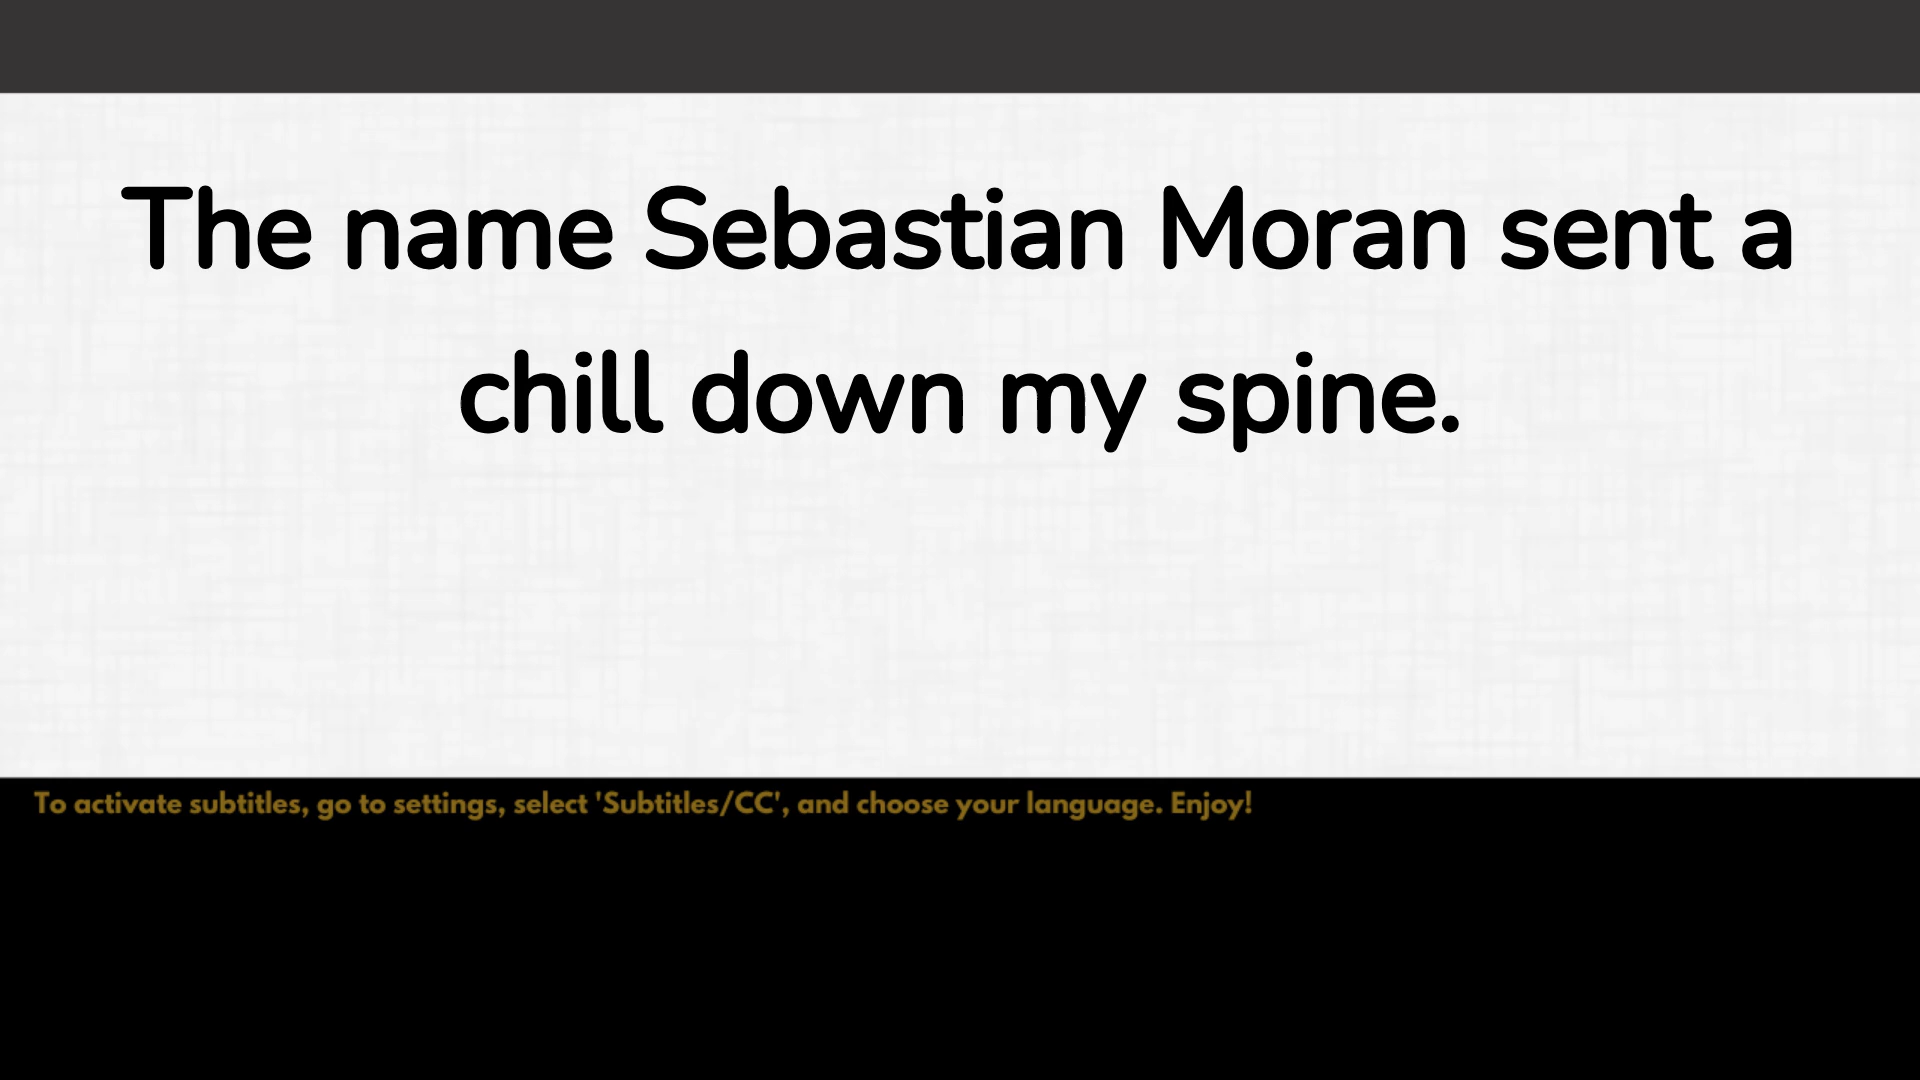 The name Sebastian Moran sent a
chill down my spine.
To activate subtitles, go to settings, select 'Subtitles/CC', and choose your language. Enjoy!